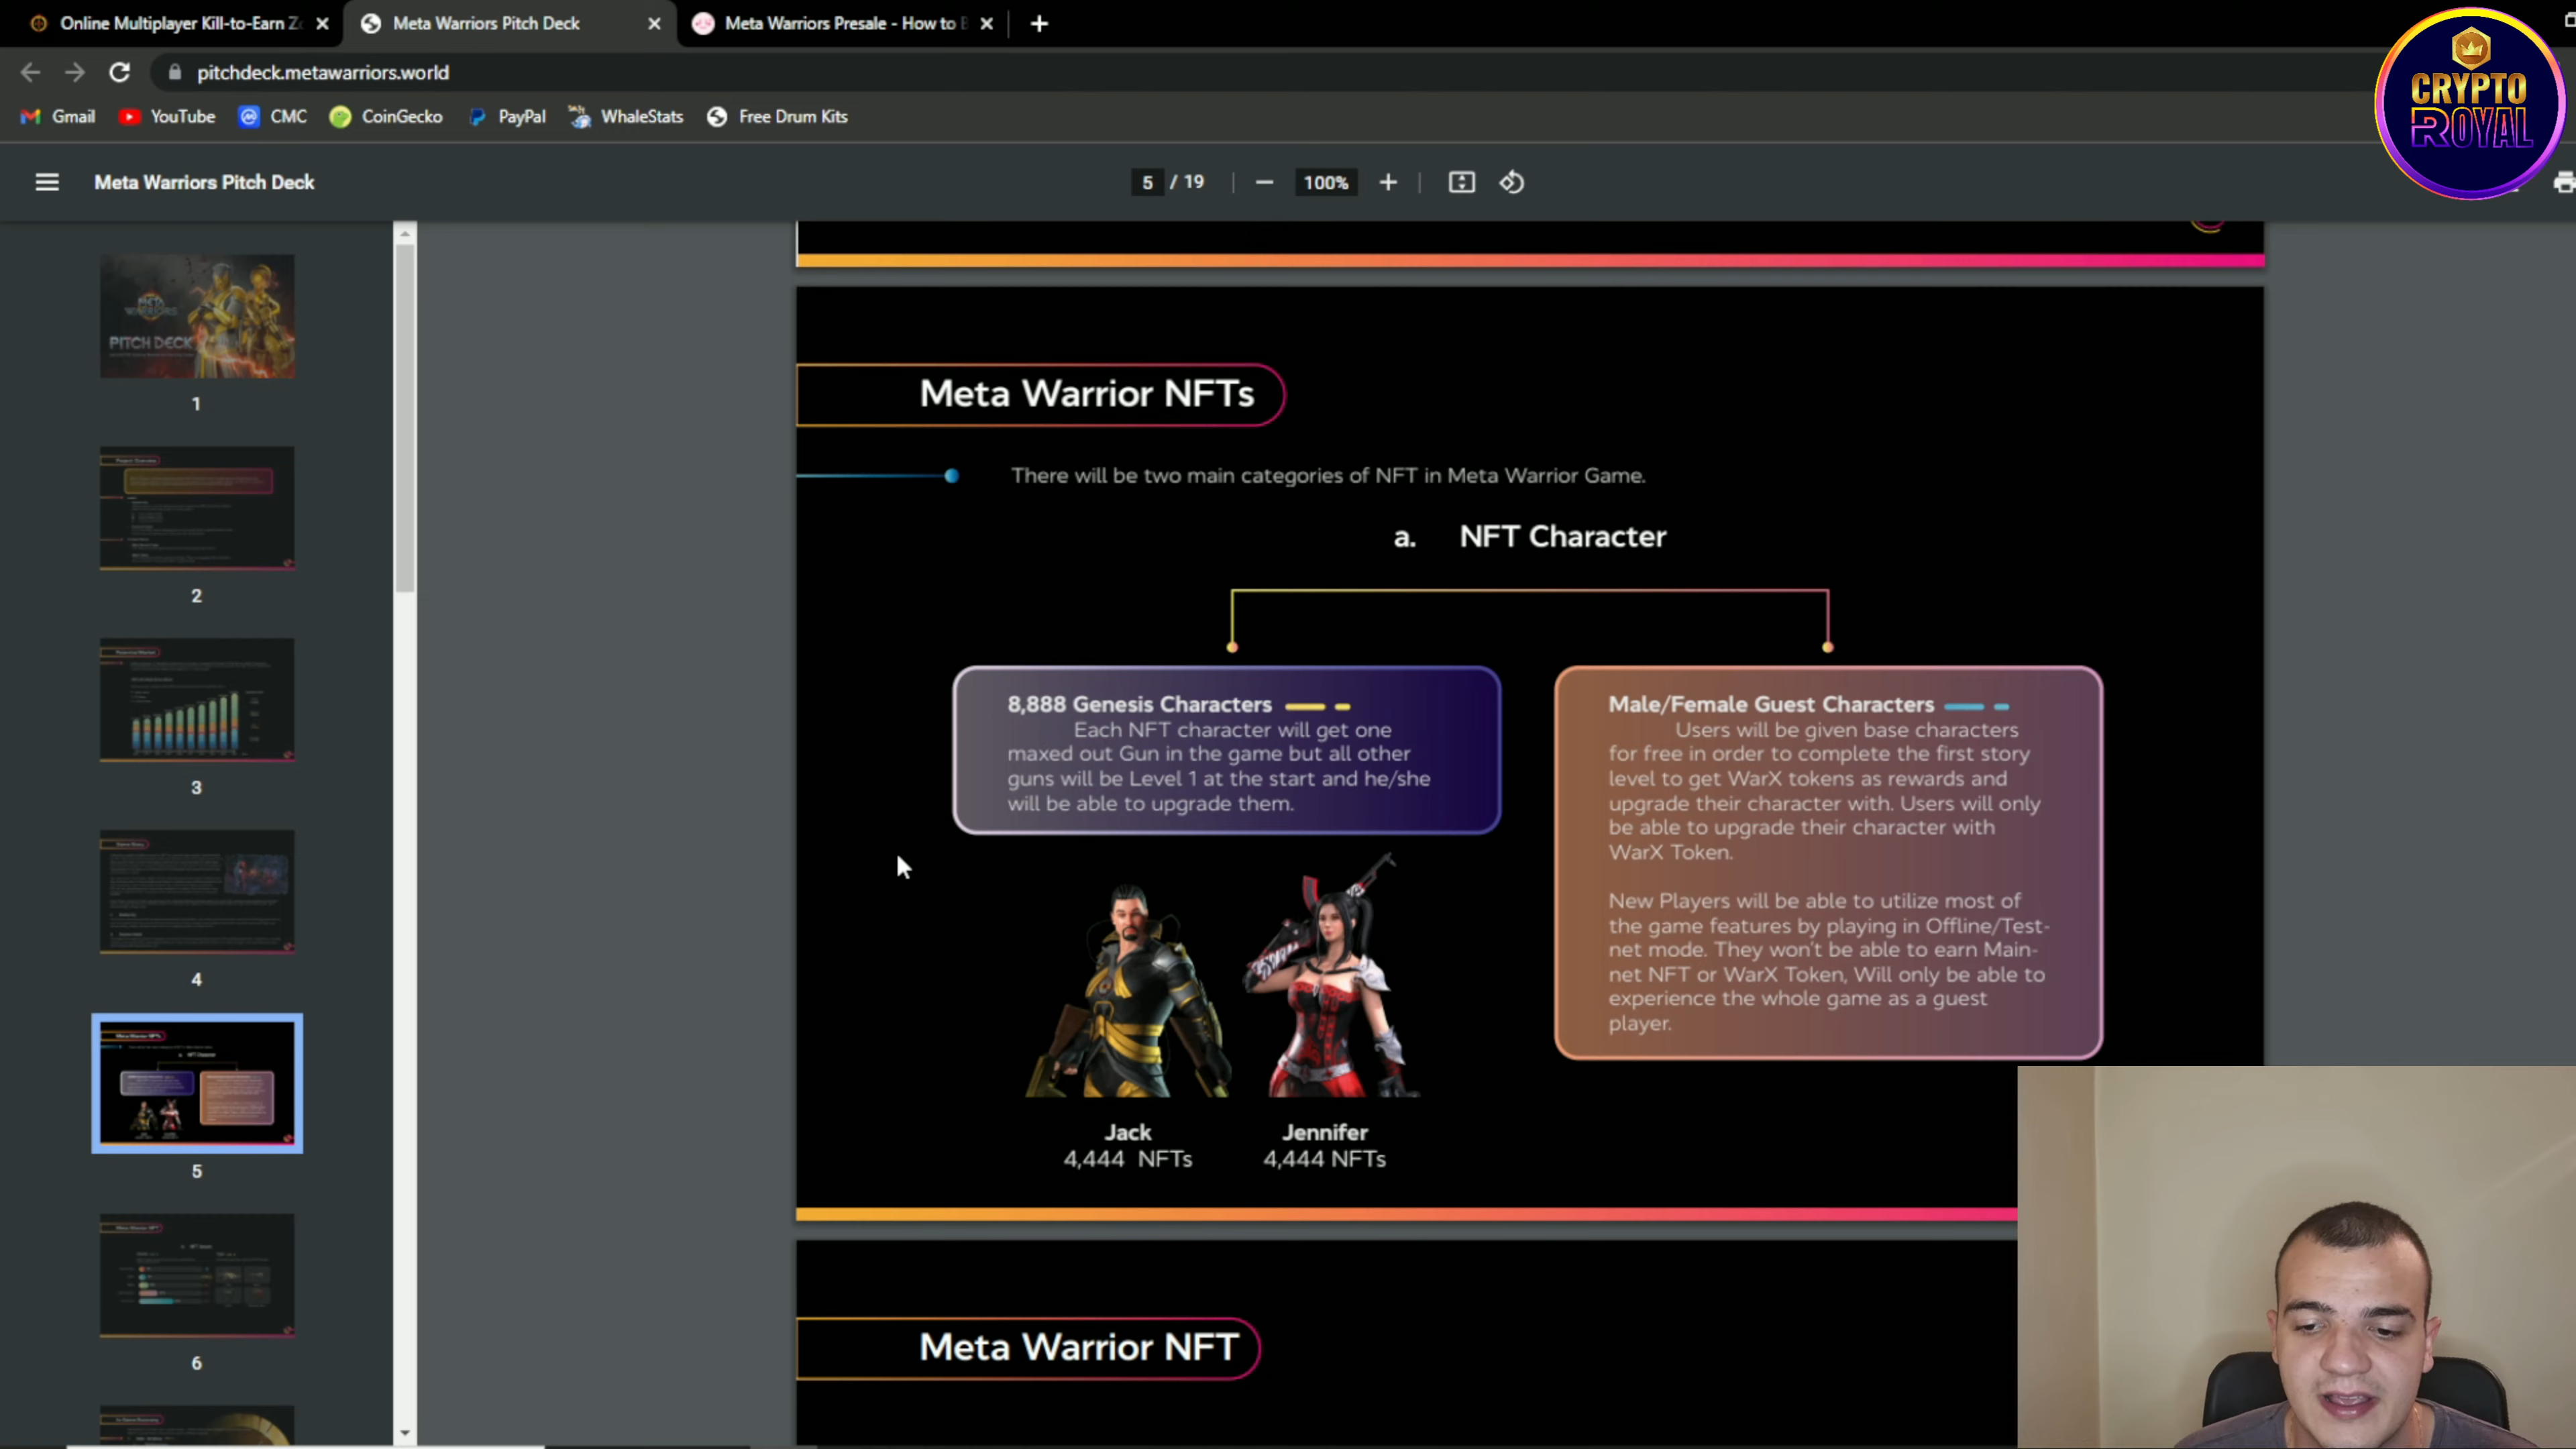 Online Multiplayer Kill-to-Earn Zo
Meta Warriors Pitch Deck
Meta Warriors Presale - How to B
pitchdeck.metawarriors.world
Gmail
YouTube
CMC
CoinGecko
PayPal
WhaleStats
Free Drum Kits
CRYPTO
ROYAL
Meta Warriors Pitch Deck
5 / 19
100%
META
WARRIORS
PITCH DECK
1
2
3
4
5
6
Meta Warrior NFTs
There will be two main categories of NFT in Meta Warrior Game.
a. NFT Character
8,888 Genesis Characters
Each NFT character will get one
maxed out Gun in the game but all other
guns will be Level 1 at the start and he/she
will be able to upgrade them.
Jack
4,444 NFTs
Jennifer
4,444 NFTs
Male/Female Guest Characters
Users will be given base characters
for free in order to complete the first story
level to get WarX tokens as rewards and
upgrade their character with. Users will only
be able to upgrade their character with
WarX Token.
New Players will be able to utilize most of
the game features by playing in Offline/Test-
net mode. They won't be able to earn Main-
net NFT or WarX Token, Will only be able to
experience the whole game as a guest
player.
Meta Warrior NFT